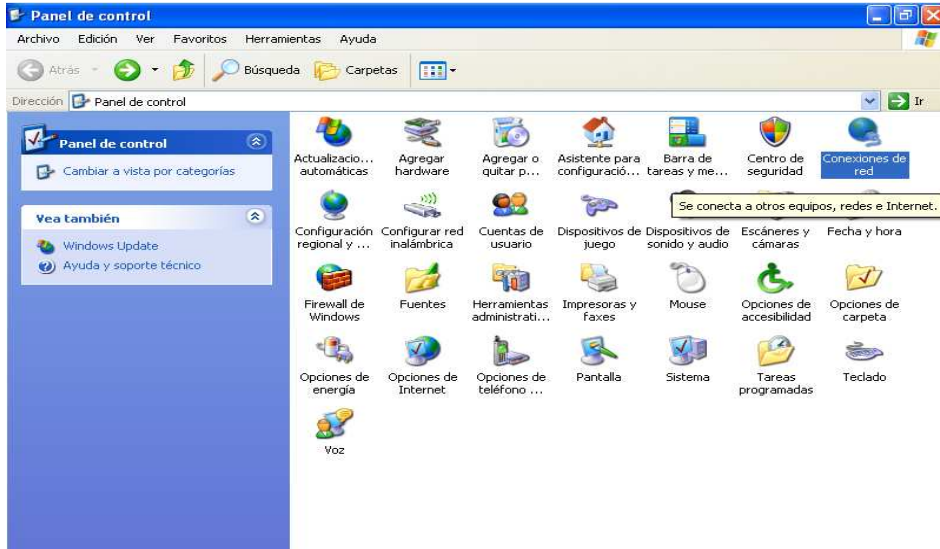 Panel de control
Archivo Edición Ver Favoritos Herramientas Ayuda
Atrás Búsqueda Carpetas
Dirección Panel de control Ir
Panel de control
Cambiar a vista por categorías
Vea también
Windows Update
Ayuda y soporte técnico
Actualizacio... Agregar Agregar o Asistente para Barra de Centro de Conexiones de
automáticas hardware quitar p... configuració... tareas y me... seguridad red
Se conecta a otros equipos, redes e Internet.
Configuración Configurar red Cuentas de Dispositivos de Dispositivos de Escáneres y Fecha y hora
regional y ... inalámbrica usuario juego sonido y audio cámaras
Firewall de Fuentes Herramientas Impresoras y Mouse Opciones de Opciones de
Windows administrati... faxes accesibilidad carpeta
Opciones de Opciones de Opciones de Pantalla Sistema Tareas Teclado
energía Internet teléfono ... programadas
Voz